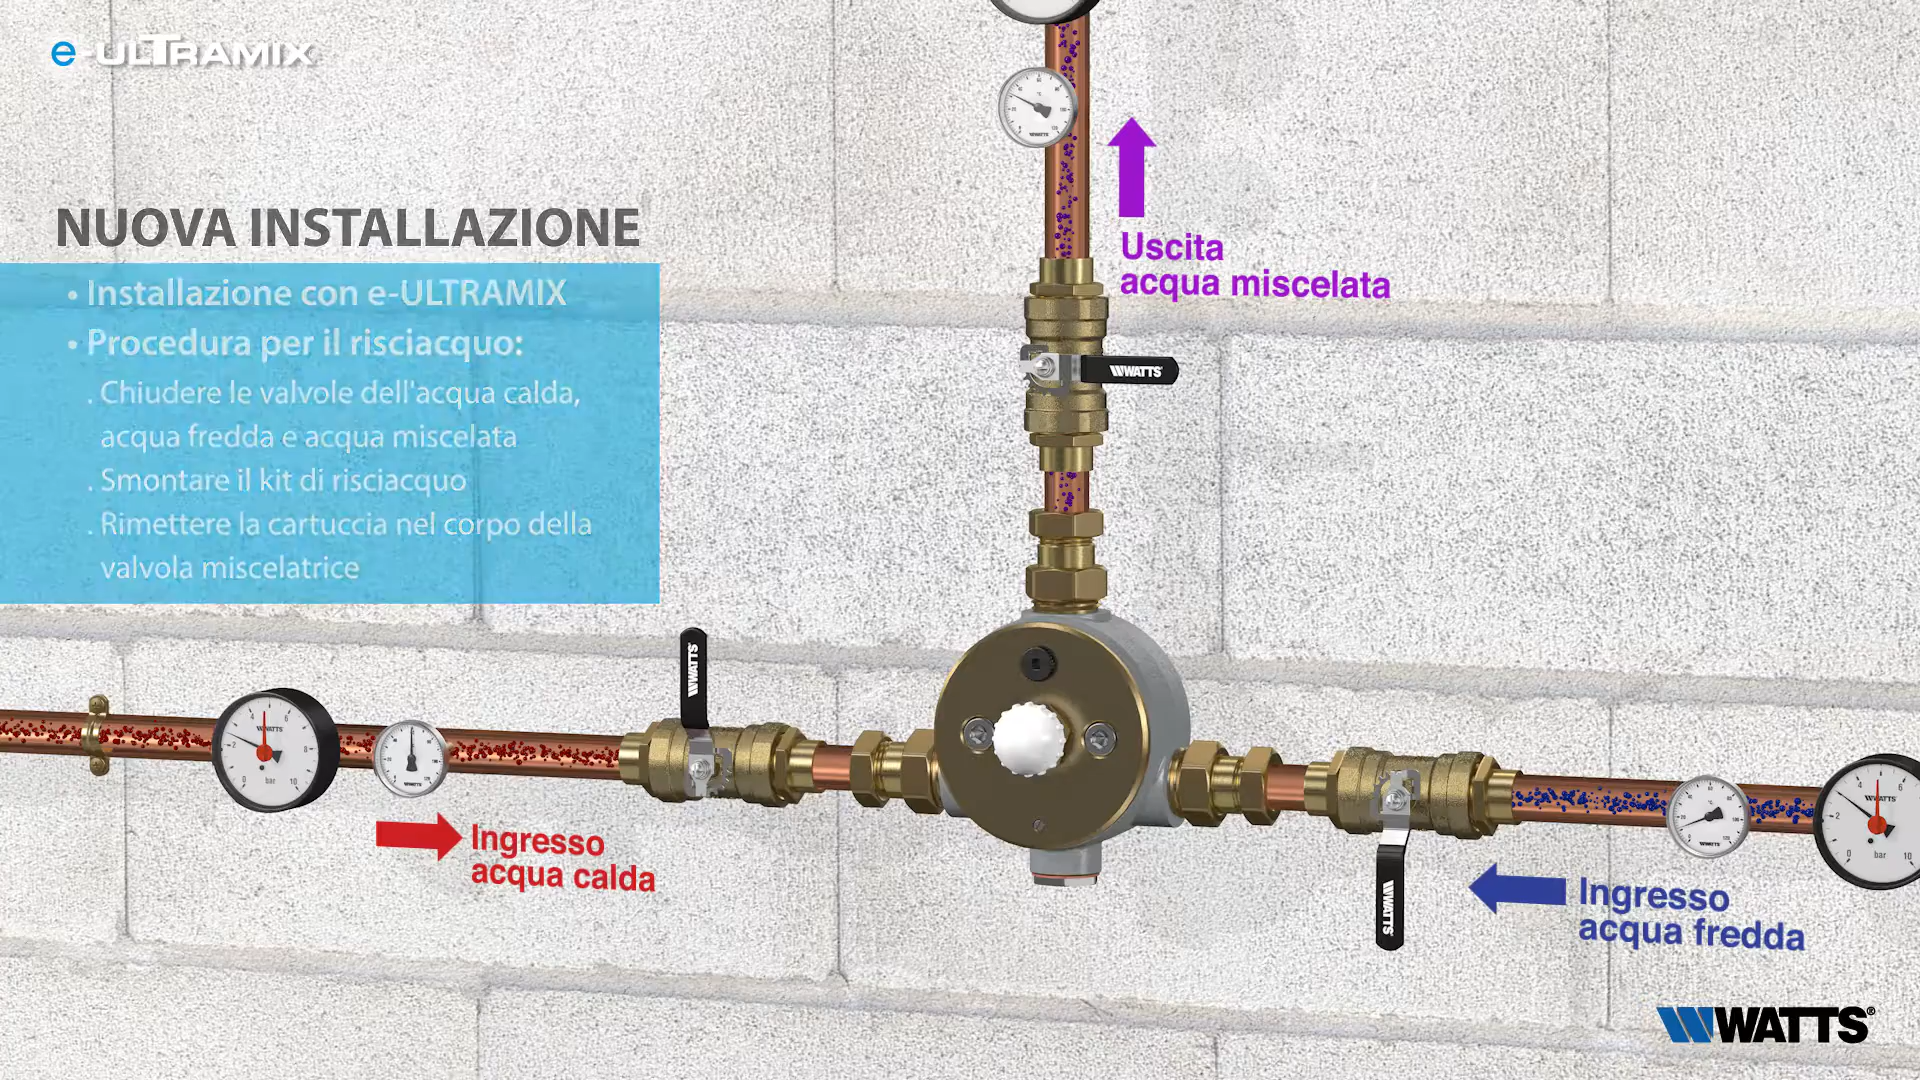 e-ULTRAMIX
NUOVA INSTALLAZIONE
• Installazione con e-ULTRAMIX
• Procedura per il risciacquo:
. Chiudere le valvole dell'acqua calda,
acqua fredda e acqua miscelata
. Smontare il kit di risciacquo
. Rimettere la cartuccia nel corpo della
valvola miscelatrice
Uscita
acqua miscelata
WATTS
WATTS
Ingresso
acqua calda
Ingresso
acqua fredda
WATTS
WATTS®